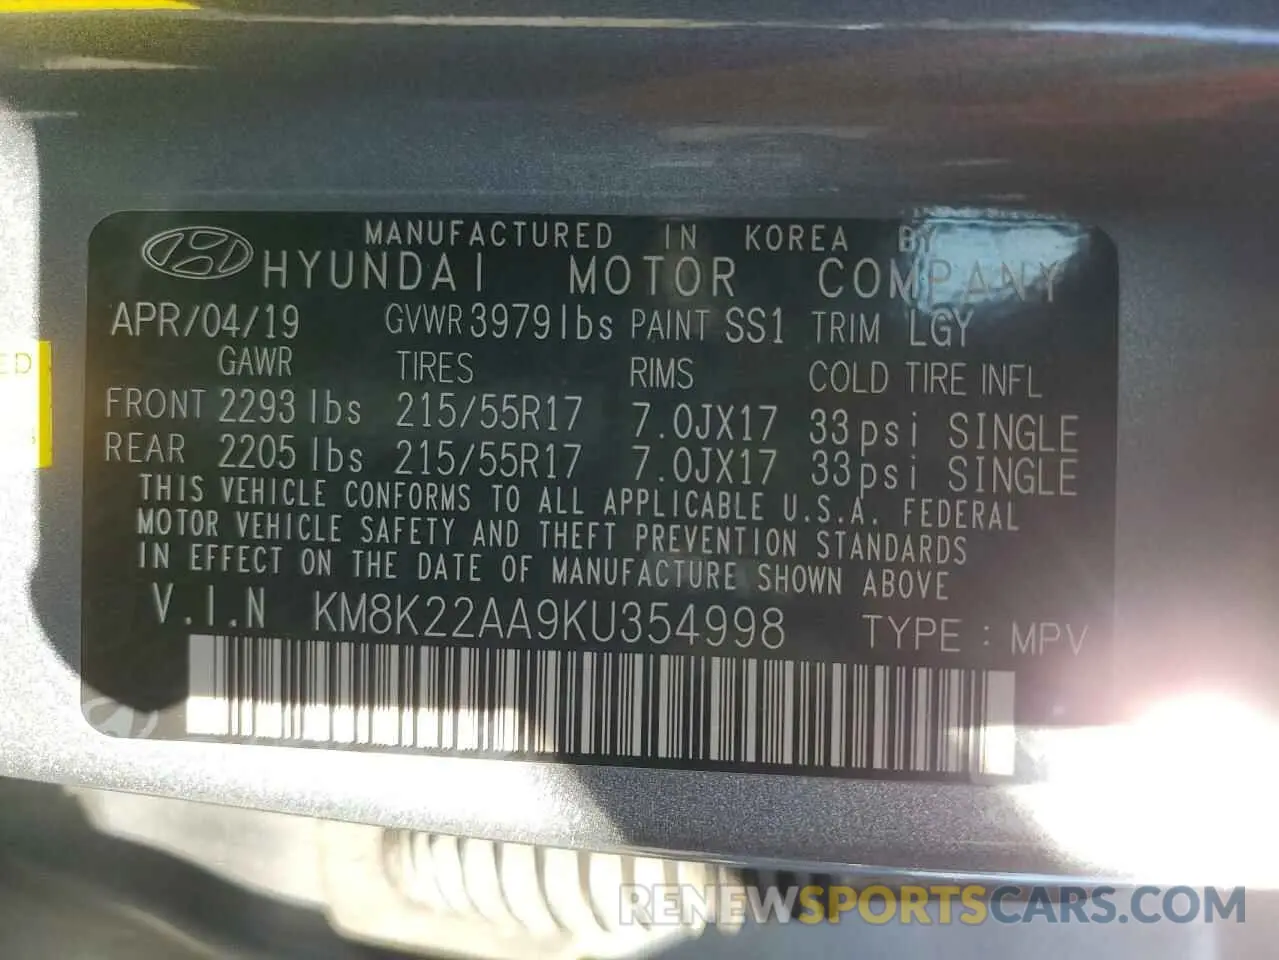 MANUFACTURED IN KOREA BY
HYUNDAI MOTOR COMPANY
APR/04/19 GVWR 3979lbs PAINT SS1 TRIM LGY
GAWR TIRES RIMS COLD TIRE INFL
FRONT 2293 lbs 215/55R17 7.0JX17 33psi SINGLE
REAR 2205 lbs 215/55R17 7.0JX17 33psi SINGLE
THIS VEHICLE CONFORMS TO ALL APPLICABLE U.S.A. FEDERAL
MOTOR VEHICLE SAFETY AND THEFT PREVENTION STANDARDS
IN EFFECT ON THE DATE OF MANUFACTURE SHOWN ABOVE
V.I.N KM8K22AA9KU354998 TYPE : MPV
RENEWSPORTSCARS.COM